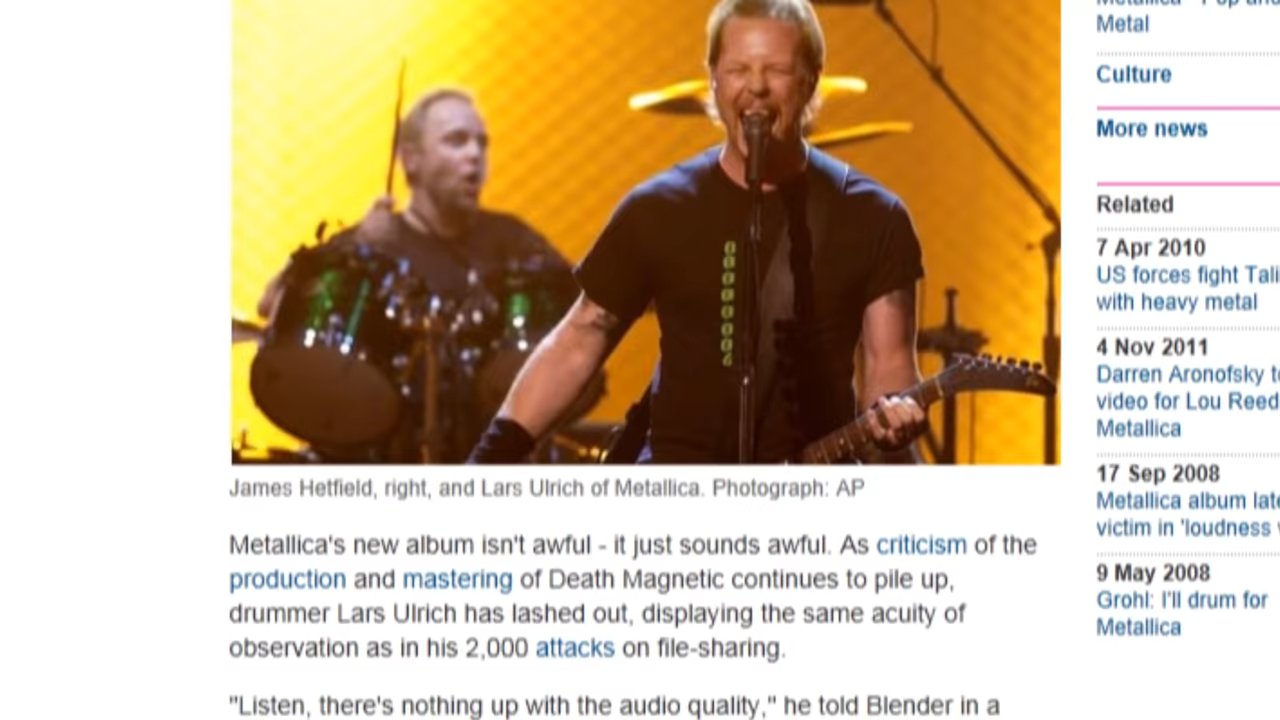 Metal
Culture
More news
Related
7 Apr 2010
US forces fight
with heavy metal
4 Nov 2011
Darren Aronofsky
video for Lou Reed
Metallica
17 Sep 2008
Metallica album
victim in 'loudness
9 May 2008
Grohl: I'll drum for
Metallica
James Hetfield, right, and Lars Ulrich of Metallica. Photograph: AP
Metallica's new album isn't awful - it just sounds awful. As criticism of the
production and mastering of Death Magnetic continues to pile up,
drummer Lars Ulrich has lashed out, displaying the same acuity of
observation as in his 2,000 attacks on file-sharing.
"Listen, there's nothing up with the audio quality," he told Blender in a